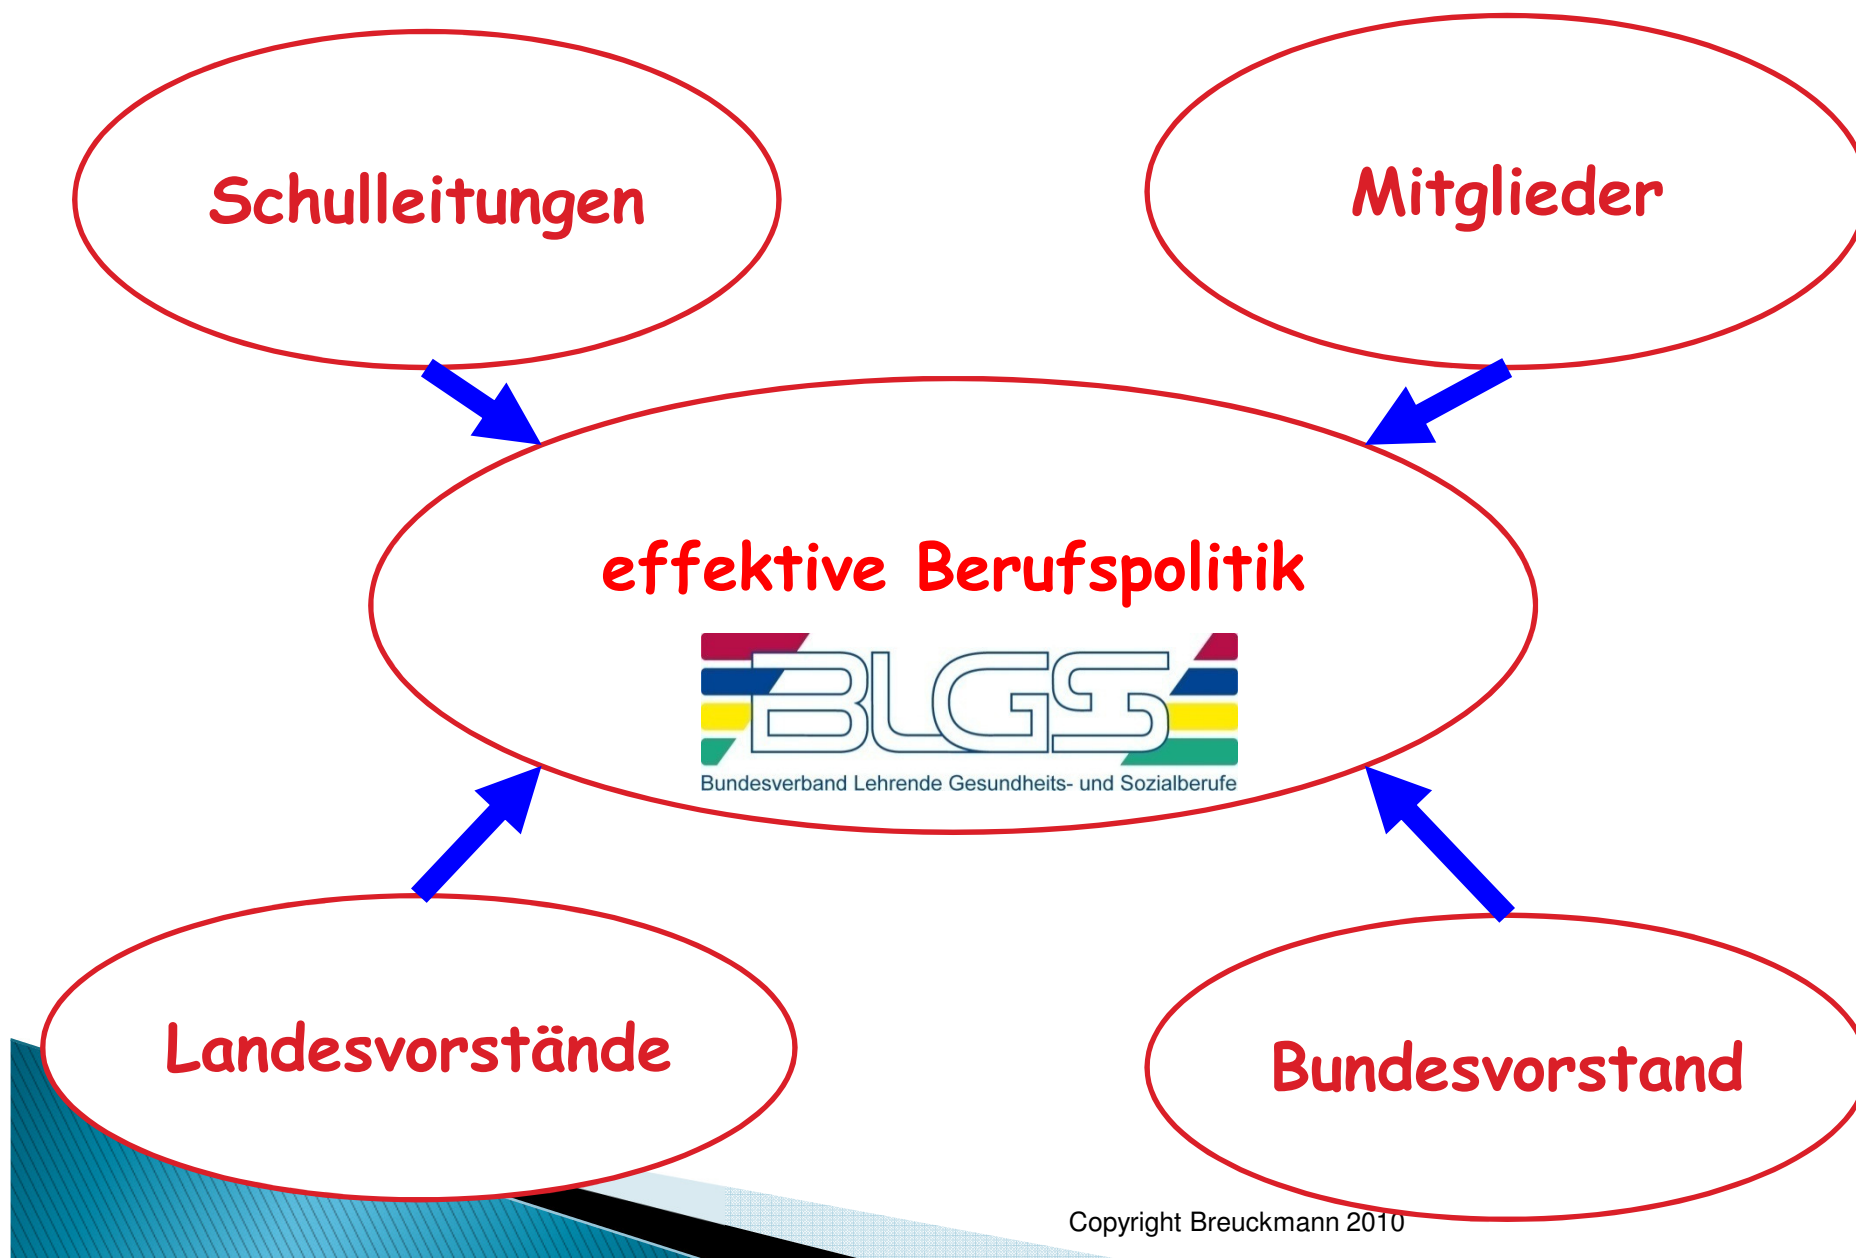 Schulleitungen
Mitglieder
effektive Berufspolitik
BLGS
Bundesverband Lehrende Gesundheits- und Sozialberufe
Landesvorstände
Bundesvorstand
Copyright Breuckmann 2010